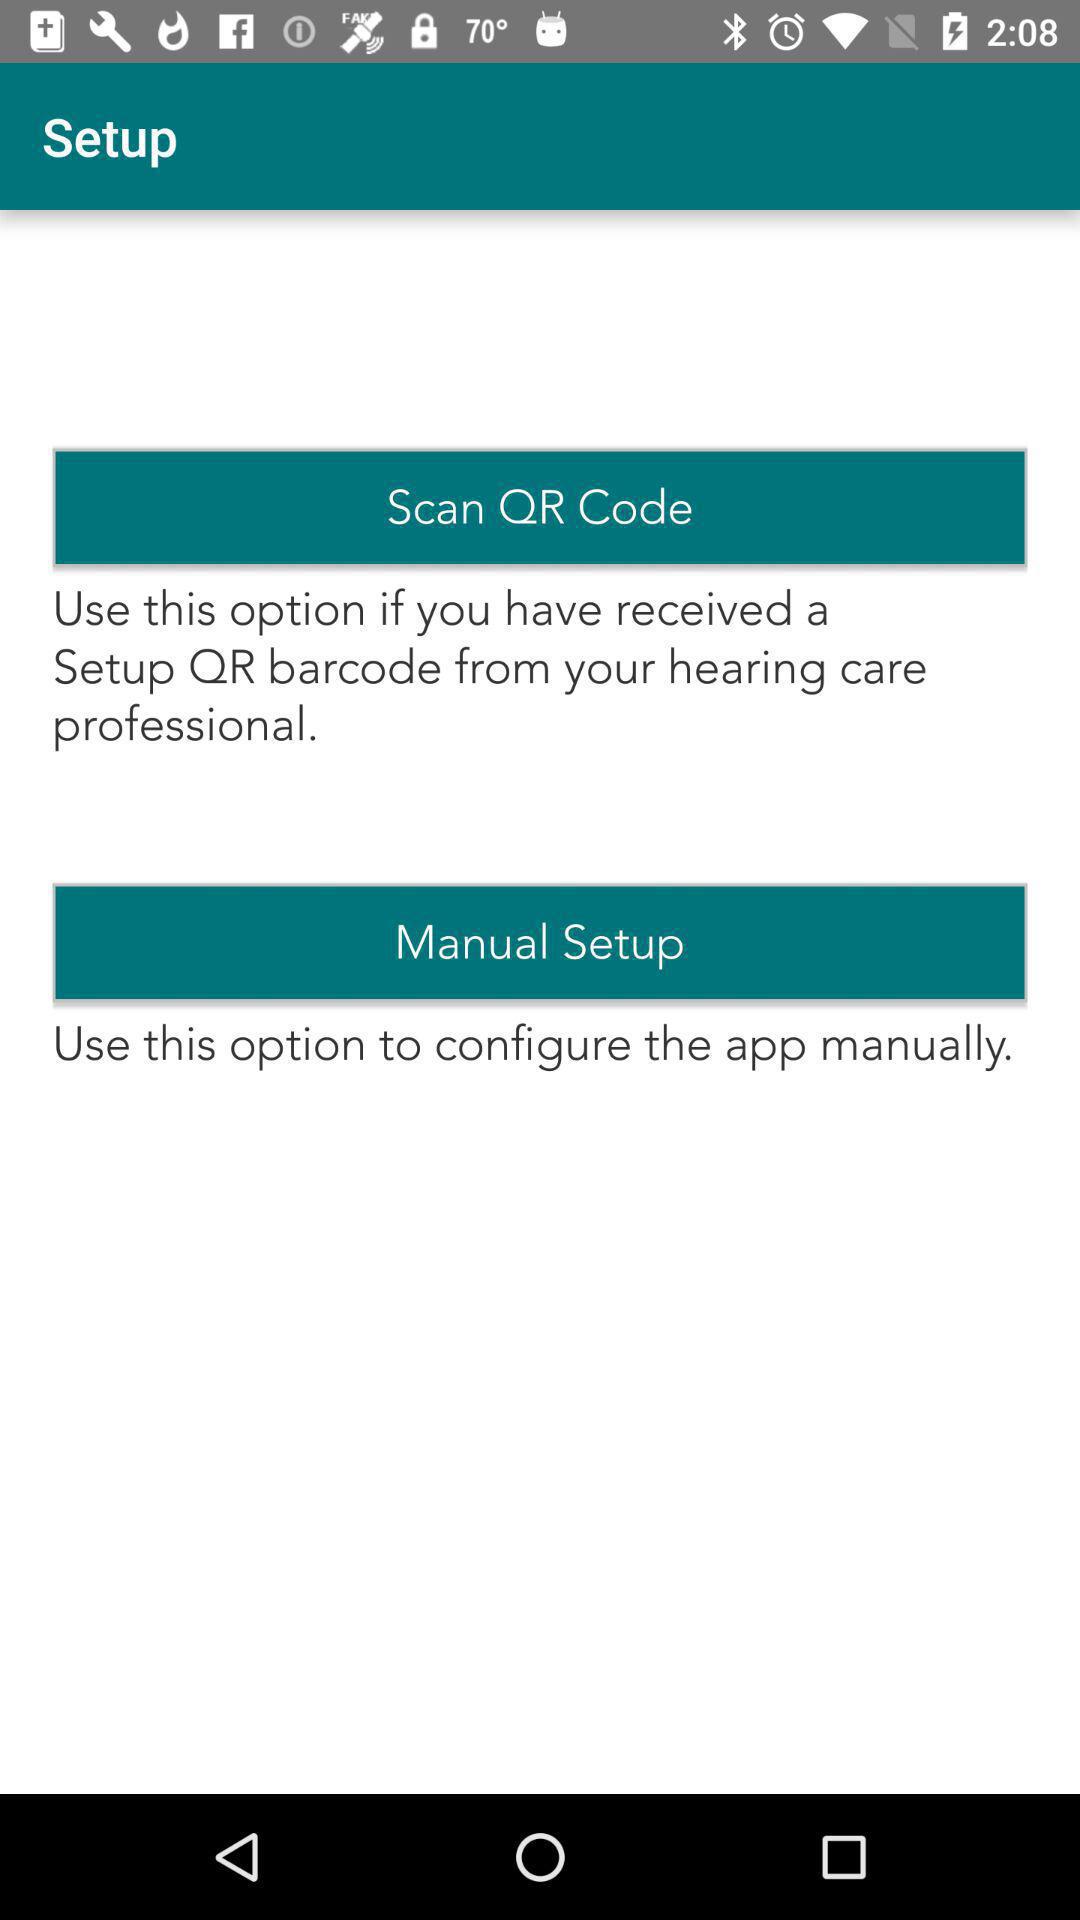 FAKE 70° 2:08
Setup
Scan QR Code
Use this option if you have received a
Setup QR barcode from your hearing care
professional.
Manual Setup
Use this option to configure the app manually.